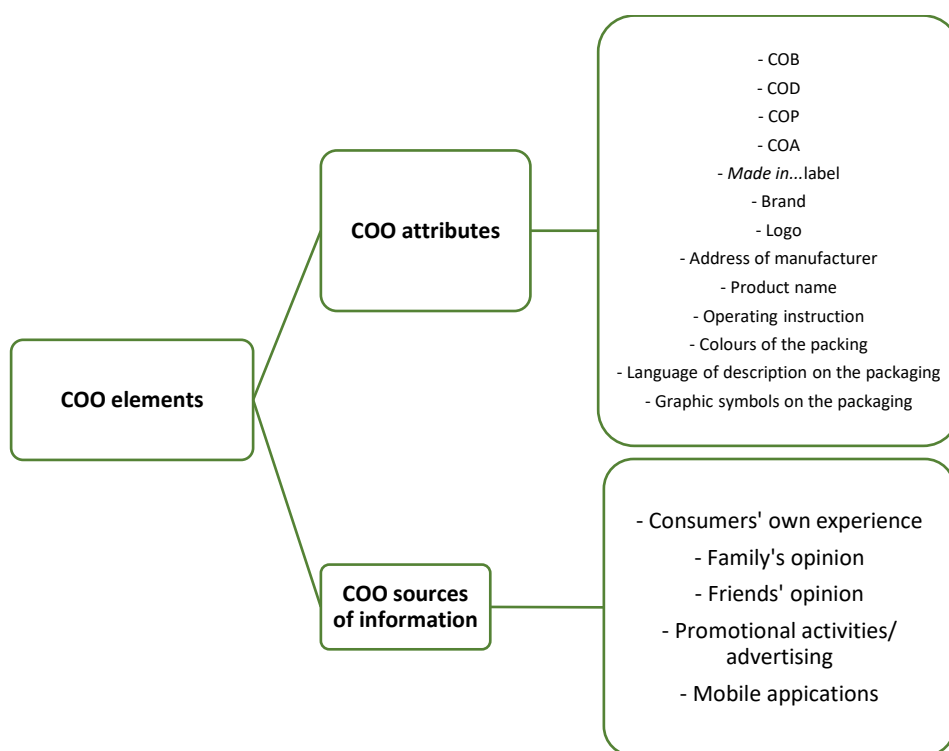 COO elements
COO attributes
- COB
- COD
- COP
- COA
- Made in...label
- Brand
- Logo
- Address of manufacturer
- Product name
- Operating instruction
- Colours of the packing
- Language of description on the packaging
- Graphic symbols on the packaging
COO sources
of information
- Consumers' own experience
- Family's opinion
- Friends' opinion
- Promotional activities/
advertising
- Mobile appications